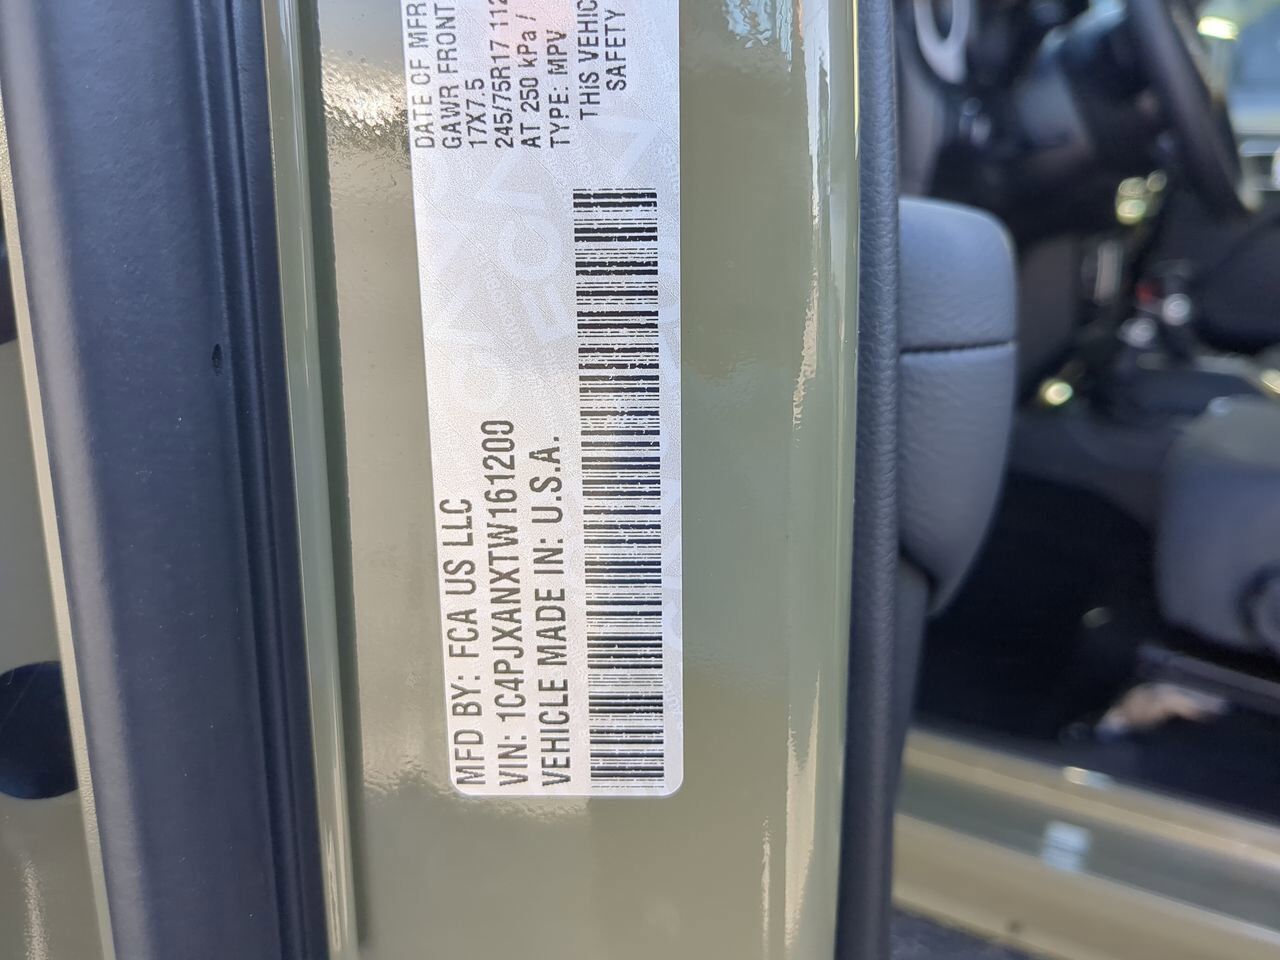 MFD BY: FCA US LLC
VIN: 1C4PJXANXTW161200
VEHICLE MADE IN: U.S.A.
DATE OF MFR
GAWR FRONT
17X7.5
245/75R17 112
AT 250 kPa /
TYPE: MPV
THIS VEHIC
SAFETY